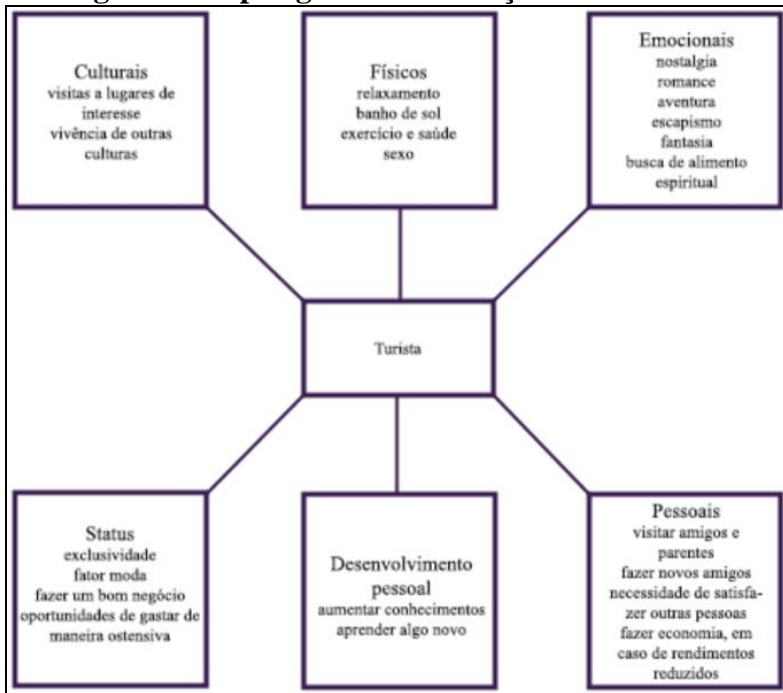 Culturais
visitas a lugares de
interesse
vivência de outras
culturas
Físicos
relaxamento
banho de sol
exercício e saúde
sexo
Emocionais
nostalgia
romance
aventura
escapismo
fantasia
busca de alimento
espiritual
Turista
Status
exclusividade
fator moda
fazer um bom negócio
oportunidades de gastar de
maneira ostensiva
Desenvolvimento
pessoal
aumentar conhecimentos
aprender algo novo
Pessoais
visitar amigos e
parentes
fazer novos amigos
necessidade de satisfa-
zer outras pessoas
fazer economia, em
caso de rendimentos
reduzidos